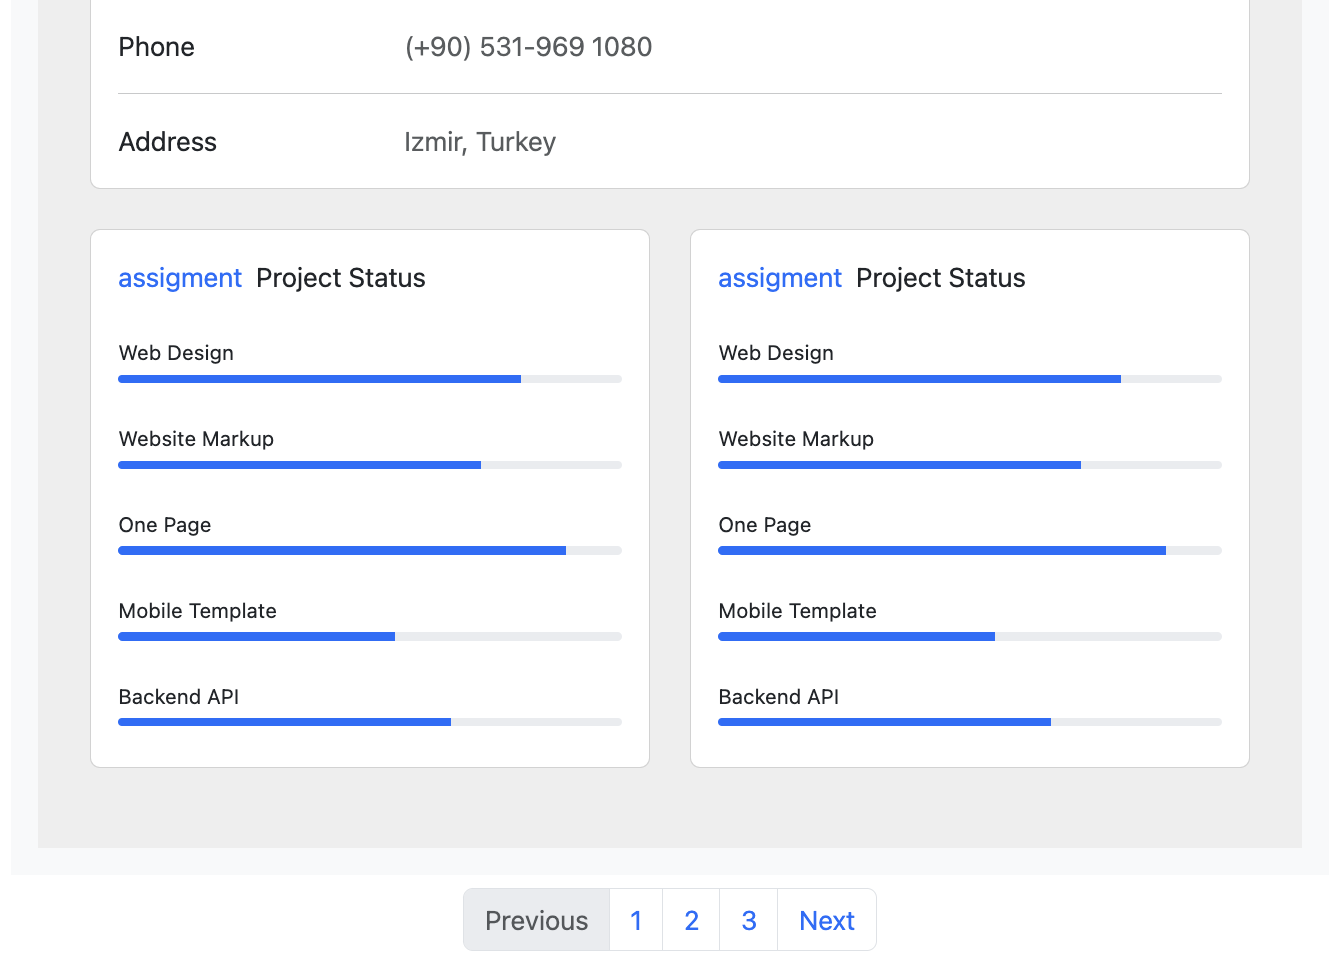 Phone (+90) 531-969 1080
Address Izmir, Turkey
assigment Project Status
Web Design
Website Markup
One Page
Mobile Template
Backend API
assigment Project Status
Web Design
Website Markup
One Page
Mobile Template
Backend API
Previous 1 2 3 Next